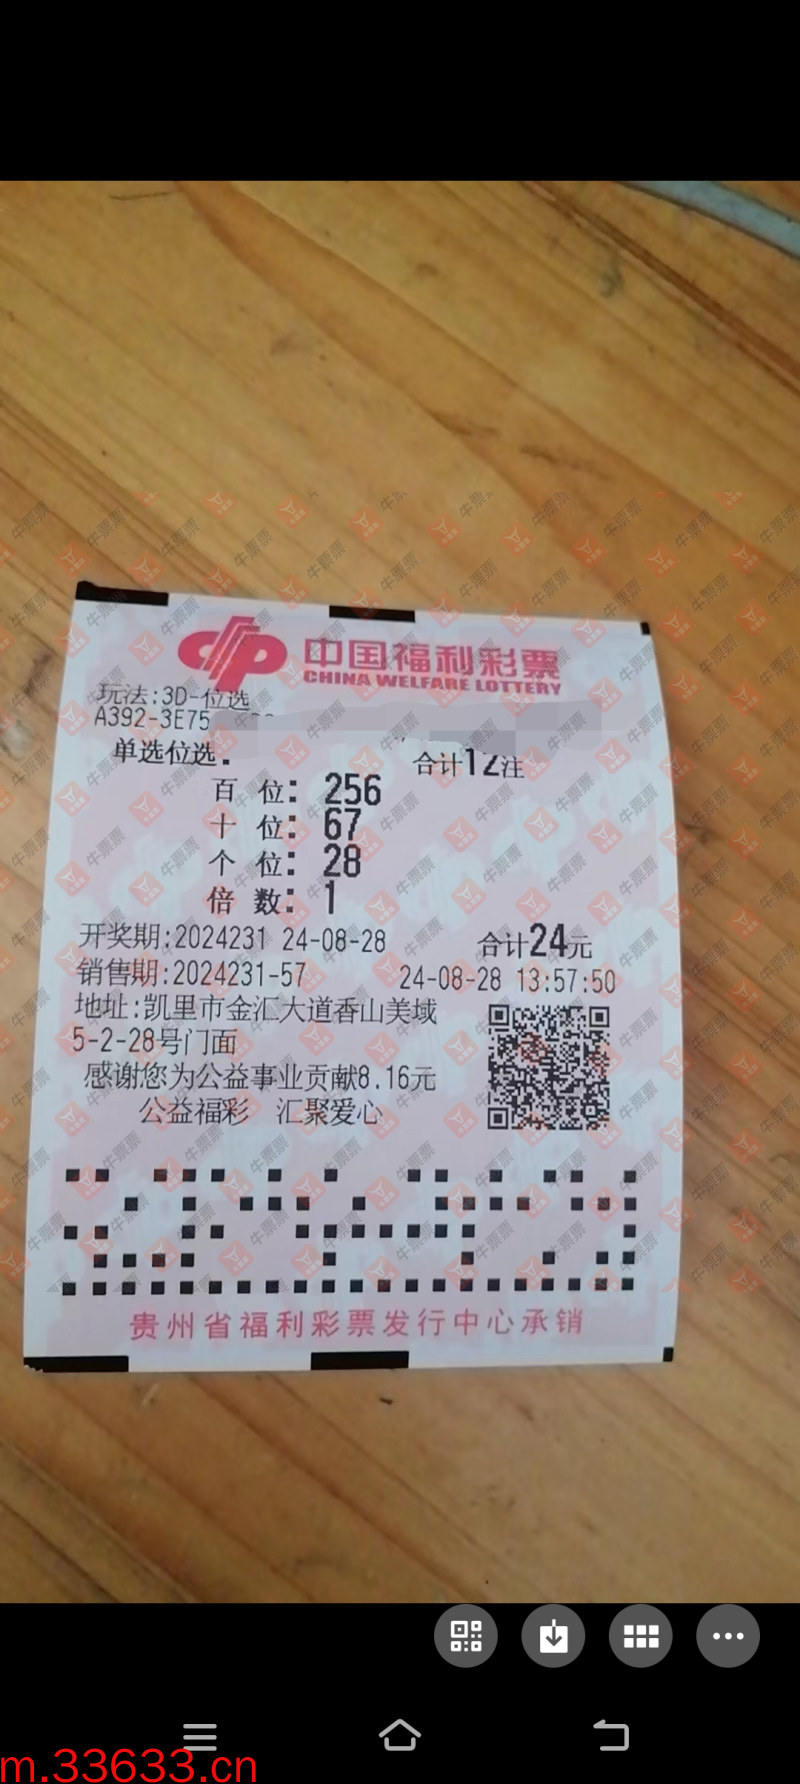 中国福利彩票
CHINA WELFARE LOTTERY
玩法:3D-位选
A392-3E75
单选位选.
合计12注
百 位: 256
十 位: 67
个 位: 28
倍 数: 1
开奖期:2024231 24-08-28 合计24元
销售期:2024231-57 24-08-28 13:57:50
地址:凯里市金汇大道香山美域
5-2-28号门面
感谢您为公益事业贡献8.16元
公益福彩 汇聚爱心
贵州省福利彩票发行中心承销
牛票票
m.33633.cn